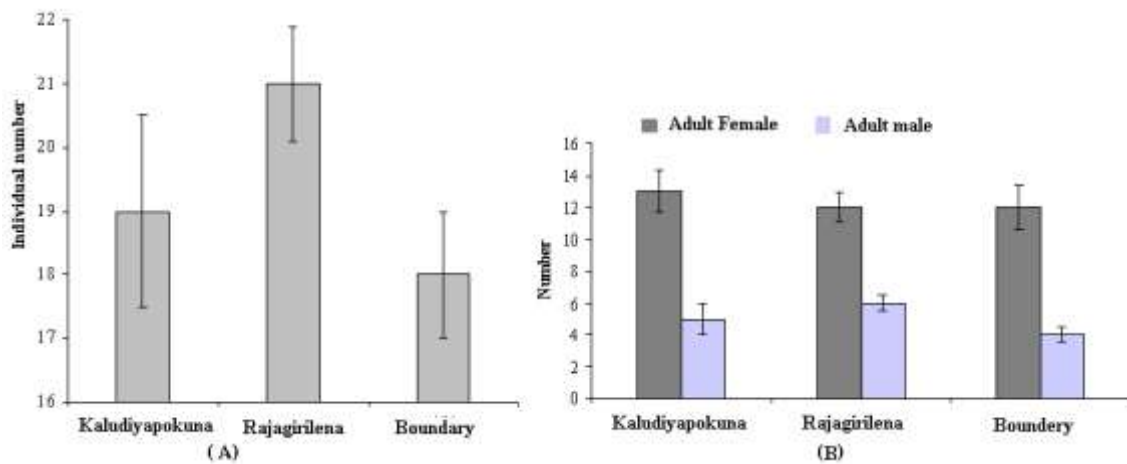 22
21
20
19
18
17
16
Individual number
Kaludiyapokuna
Rajagirilena
Boundary
(A)
Adult Female
Adult male
16
14
12
10
8
6
4
2
0
Number
Kaludiyapokuna
Rajagirilena
Boundery
(B)